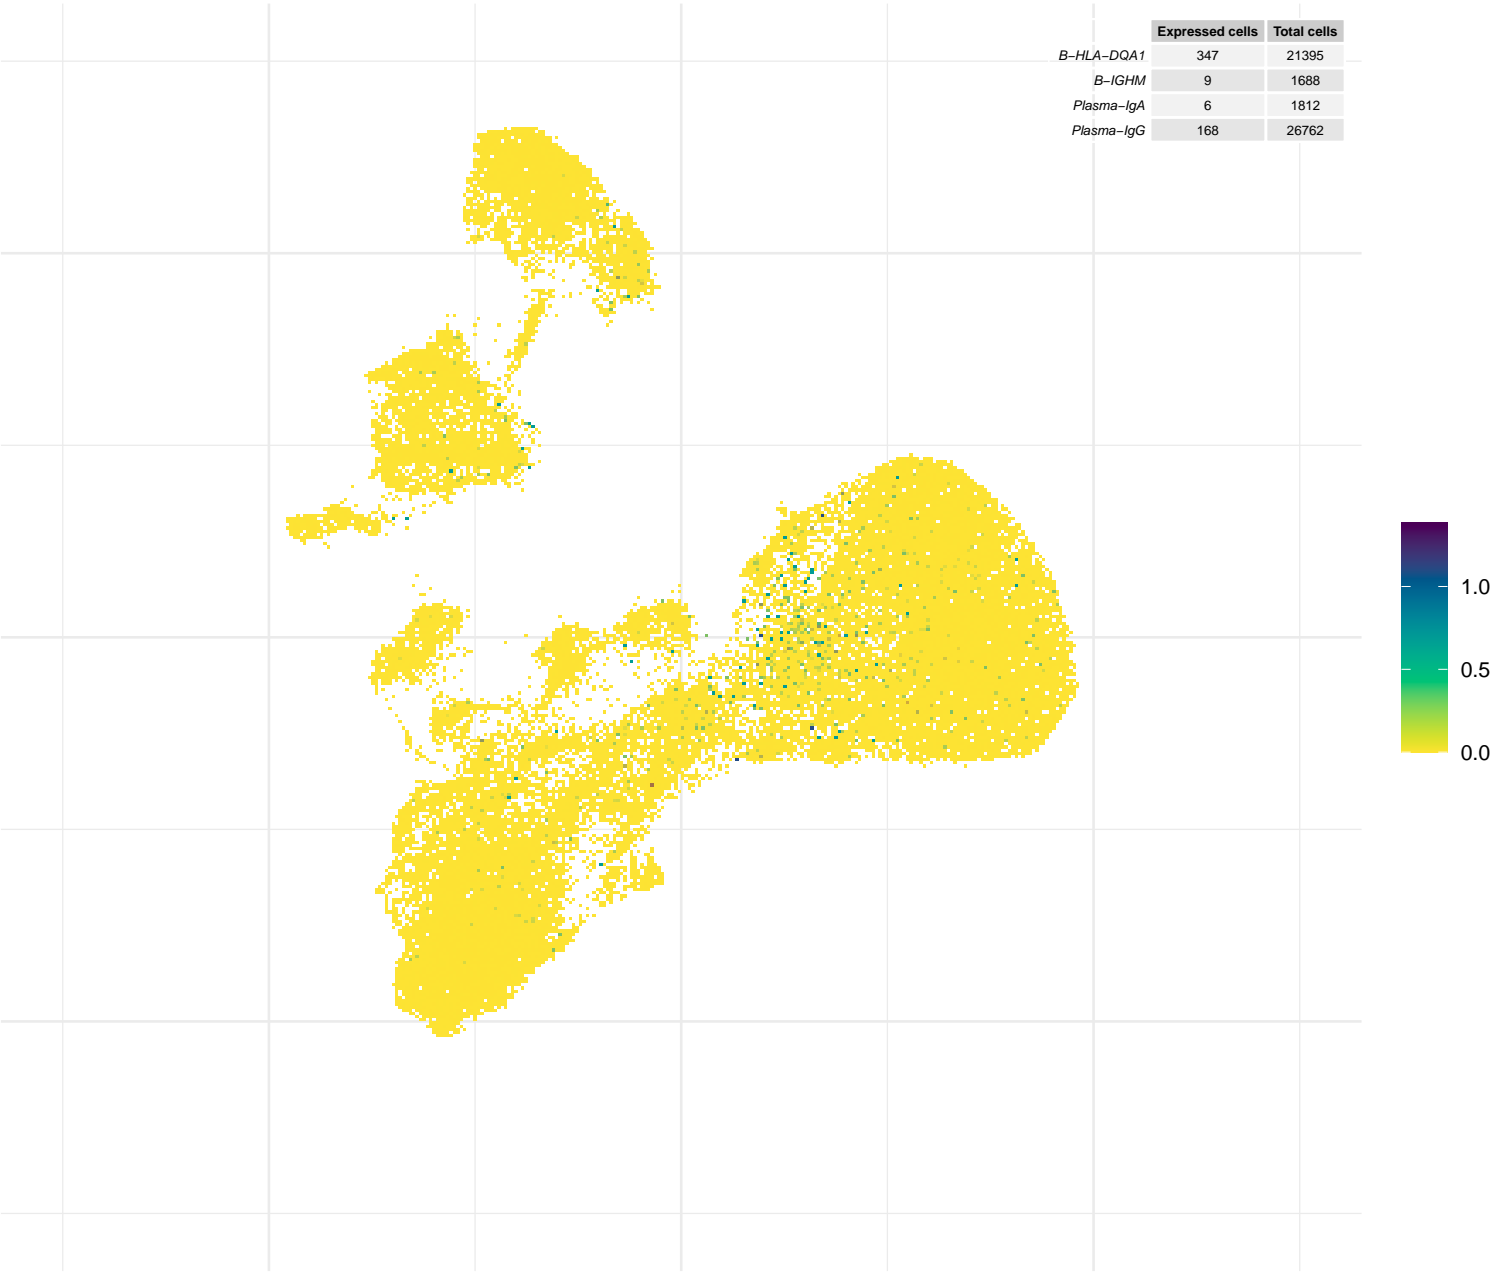 Expressed cells Total cells
B−HLA−DQA1 347 21395
B−IGHM 9 1688
Plasma−IgA 6 1812
Plasma−IgG 168 26762
1.0
0.5
0.0